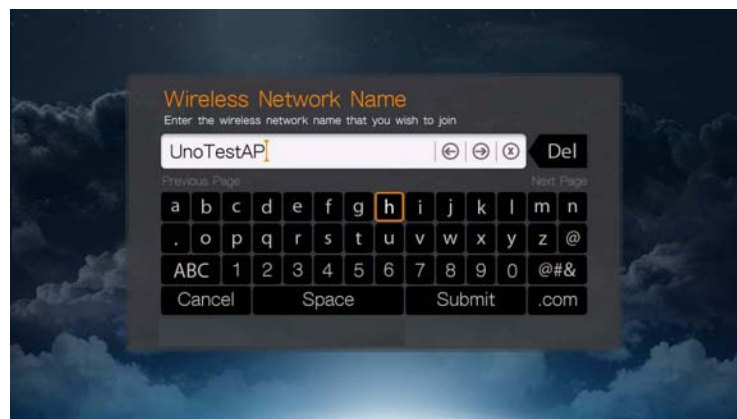 Wireless Network Name
Enter the wireless network name that you wish to join
UnoTestAP Del
Previous Page Next Page
a b c d e f g h i j k l m n
. o p q r s t u v w x y z @
ABC 1 2 3 4 5 6 7 8 9 0 @#&
Cancel Space Submit .com